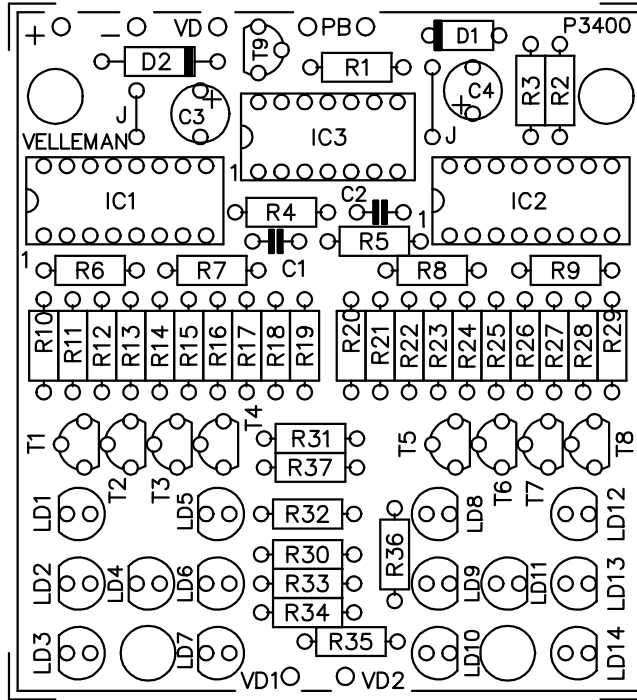 + - VD PB P3400
D2 T9 R1 D1
J C3 + IC3 + C4 J R3 R2
VELLEMAN
IC1 1 IC2
R4 C2 1
C1 R5
1 R6 R7 R8 R9
R10 R11 R12 R13 R14 R15 R16 R17 R18 R19 R20 R21 R22 R23 R24 R25 R26 R27 R28 R29
T1 T2 T3 T4 R31 T5 T6 T7 T8
R37
LD1 LD5 R32 LD8 LD12
R30 R36
LD2 LD4 LD6 R33 LD9 LD11 LD13
R34
LD3 LD7 R35 LD10 LD14
VD1 VD2